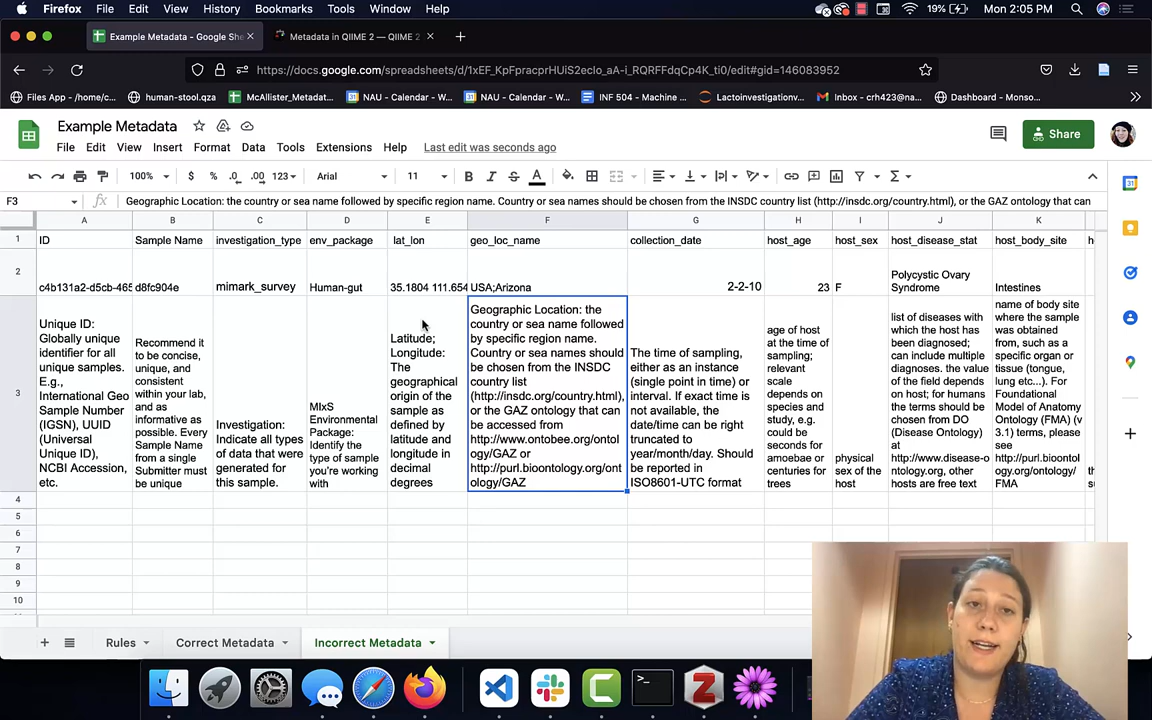 Firefox File Edit View History Bookmarks Tools Window Help 19% Mon 2:05 PM
Example Metadata - Google She Metadata in QIIME 2 — QIIME 2
https://docs.google.com/spreadsheets/d/1xEF_KpFpracprHUiS2ecIo_aA-i_RQRFFdqCp4K_ti0/edit#gid=146083952
Files App - /home/c... human-stool.qza McAllister_Metadat... NAU - Calendar - W... NAU - Calendar - W... INF 504 - Machine ... Lactoinvestigationv... Inbox - crh423@na... Dashboard - Monso...
Example Metadata
Share
File Edit View Insert Format Data Tools Extensions Help Last edit was seconds ago
100% $ % .0 .00 123 Arial 11 B I S A
F3 fx Geographic Location: the country or sea name followed by specific region name. Country or sea names should be chosen from the INSDC country list (http://insdc.org/country.html), or the GAZ ontology that can
A B C D E F G H I J K
1 ID Sample Name investigation_type env_package lat_lon geo_loc_name collection_date host_age host_sex host_disease_stat host_body_site
2 c4b131a2-d5cb-465 d8fc904e mimark_survey Human-gut 35.1804 111.654 USA;Arizona 2-2-10 23 F
Polycystic Ovary
Syndrome
Intestines
3
Unique ID:
Globally unique
identifier for all
unique samples.
E.g.,
International Geo
Sample Number
(IGSN), UUID
(Universal
Unique ID),
NCBI Accession,
etc.
Recommend it
to be concise,
unique, and
consistent
within your lab,
and as
informative as
possible. Every
Sample Name
from a single
Submitter must
be unique
Investigation:
Indicate all types
of data that were
generated for
this sample.
MIxS
Environmental
Package:
Identify the
type of sample
you're working
with
Latitude;
Longitude:
The
geographical
origin of the
sample as
defined by
latitude and
longitude in
decimal
degrees
Geographic Location: the
country or sea name followed
by specific region name.
Country or sea names should
be chosen from the INSDC
country list
(http://insdc.org/country.html),
or the GAZ ontology that can
be accessed from
http://www.ontobee.org/ontol
ogy/GAZ or
http://purl.bioontology.org/ont
ology/GAZ
The time of sampling,
either as an instance
(single point in time) or
interval. If exact time is
not available, the
date/time can be right
truncated to
year/month/day. Should
be reported in
ISO8601-UTC format
age of host
at the time of
sampling;
relevant
scale
depends on
species and
study, e.g.
could be
seconds for
amoebae or
centuries for
trees
physical
sex of the
host
list of diseases with
which the host has
been diagnosed;
can include multiple
diagnoses. the value
of the field depends
on host; for humans
the terms should be
chosen from DO
(Disease Ontology)
at
http://www.disease-o
ntology.org, other
hosts are free text
name of body site
where the sample
was obtained
from, such as a
specific organ or
tissue (tongue,
lung etc...). For
Foundational
Model of Anatomy
Ontology (FMA) (v
3.1) terms, please
see
http://purl.bioontol
ogy.org/ontology/
FMA
4
5
6
7
8
9
10
Rules Correct Metadata Incorrect Metadata